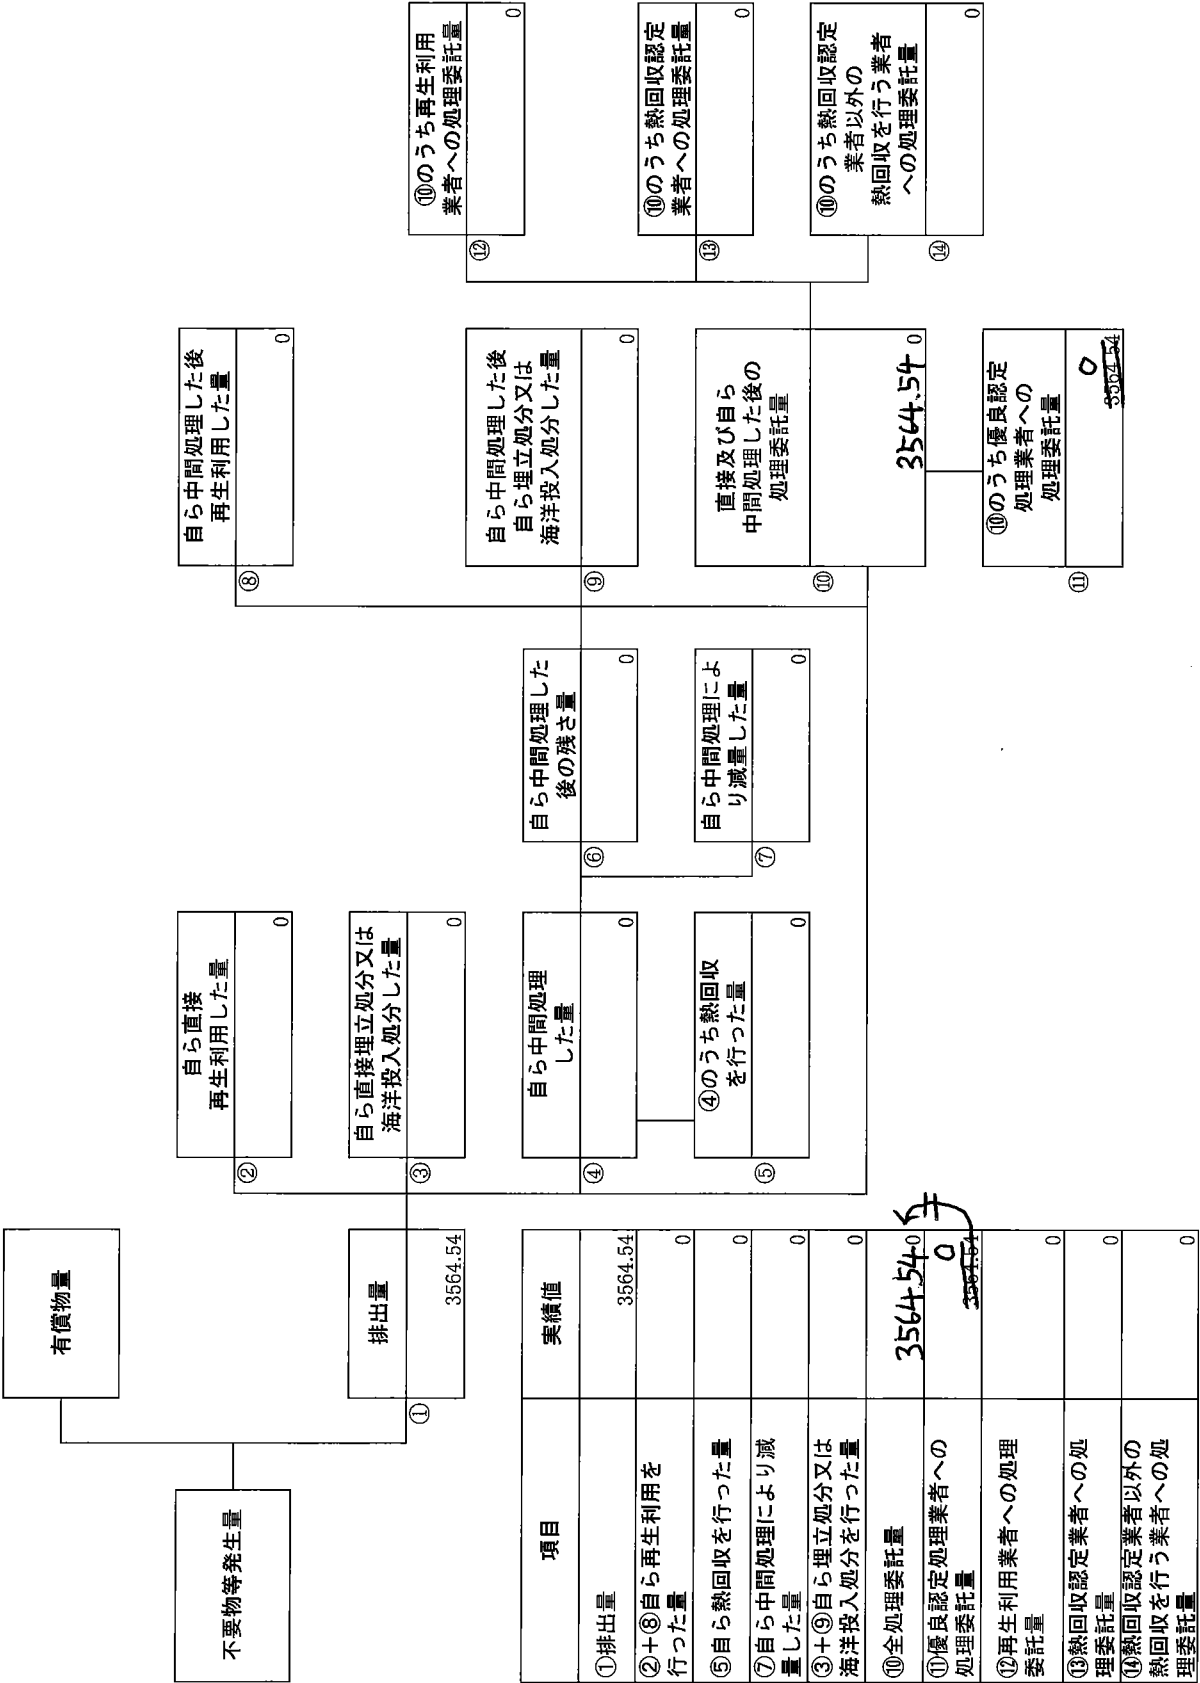 有償物量
不要物等発生量
排出量
①
3564.54
自ら直接
再生利用した量
②
0
自ら直接埋立処分又は
海洋投入処分した量
③
0
自ら中間処理
した量
④
0
④のうち熱回収
を行った量
⑤
0
自ら中間処理した
後の残さ量
⑥
0
自ら中間処理によ
り減量した量
⑦
0
自ら中間処理した後
再生利用した量
⑧
0
自ら中間処理した後
自ら埋立処分又は
海洋投入処分した量
⑨
0
直接及び自ら
中間処理した後の
処理委託量
⑩
3564.54 0
⑩のうち優良認定
処理業者への
処理委託量
⑪
0
3564.54
⑩のうち再生利用
業者への処理委託量
⑫
0
⑩のうち熱回収認定
業者への処理委託量
⑬
0
⑩のうち熱回収認定
業者以外の
熱回収を行う業者
への処理委託量
⑭
0
項目 実績値
①排出量 3564.54
②+⑧自ら再生利用を
行った量 0
⑤自ら熱回収を行った量 0
⑦自ら中間処理により減
量した量 0
③+⑨自ら埋立処分又は
海洋投入処分を行った量 0
⑩全処理委託量 3564.54 0
⑪優良認定処理業者への
処理委託量 0
3564.54
⑫再生利用業者への処理
委託量 0
⑬熱回収認定業者への処
理委託量 0
⑭熱回収認定業者以外の
熱回収を行う業者への処
理委託量 0